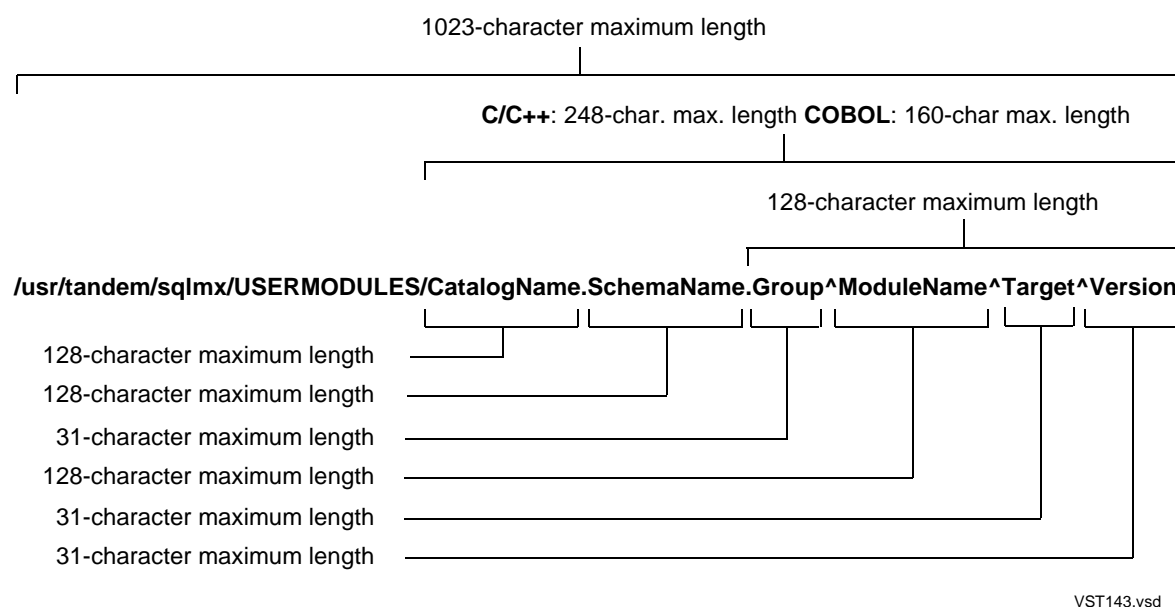 1023-character maximum length
C/C++: 248-char. max. length COBOL: 160-char max. length
128-character maximum length
/usr/tandem/sqlmx/USERMODULES/CatalogName.SchemaName.Group^ModuleName^Target^Version
128-character maximum length
128-character maximum length
31-character maximum length
128-character maximum length
31-character maximum length
31-character maximum length
VST143.vsd